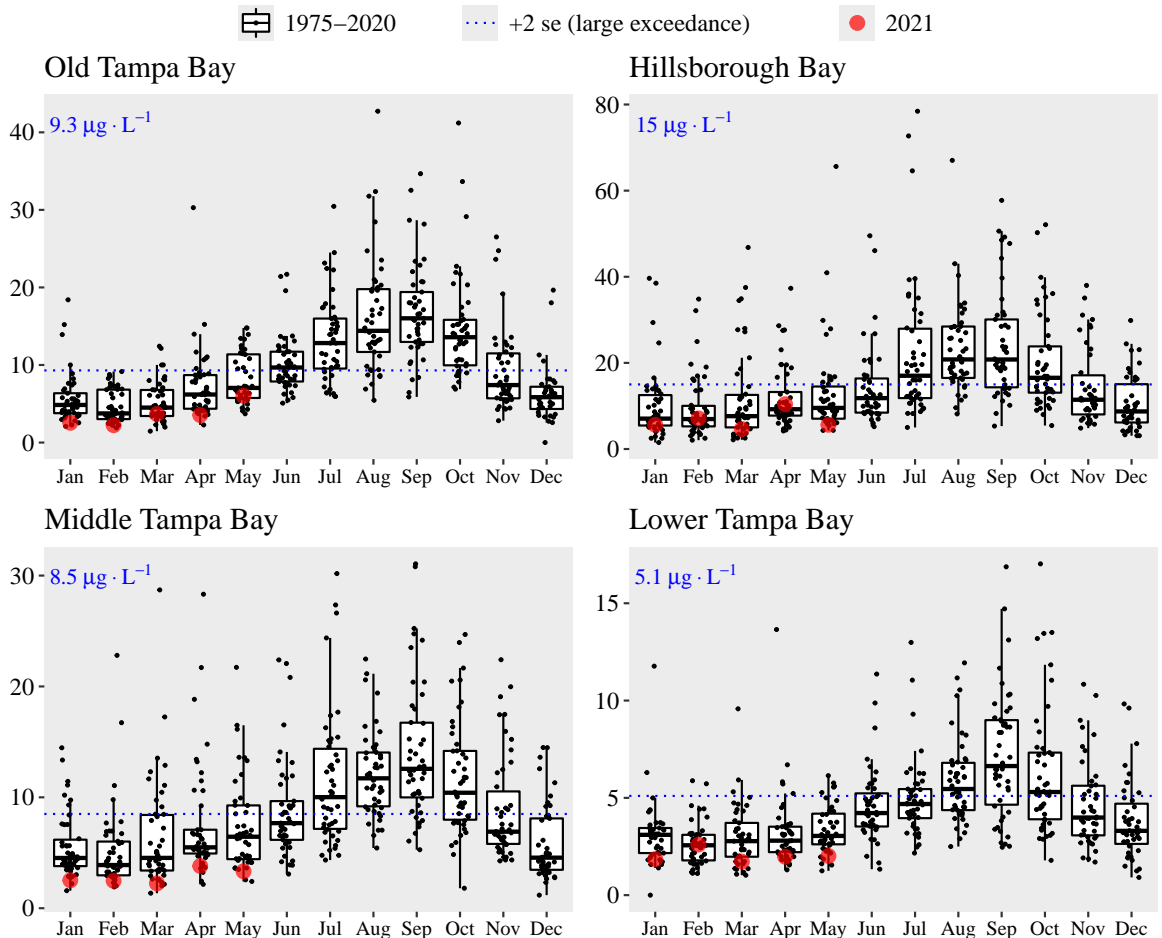 1975–2020 +2 se (large exceedance) 2021
Old Tampa Bay
9.3 μg · L⁻¹
40
30
20
10
0
Jan Feb Mar Apr May Jun Jul Aug Sep Oct Nov Dec
Hillsborough Bay
15 μg · L⁻¹
80
60
40
20
0
Jan Feb Mar Apr May Jun Jul Aug Sep Oct Nov Dec
Middle Tampa Bay
8.5 μg · L⁻¹
30
20
10
0
Jan Feb Mar Apr May Jun Jul Aug Sep Oct Nov Dec
Lower Tampa Bay
5.1 μg · L⁻¹
15
10
5
0
Jan Feb Mar Apr May Jun Jul Aug Sep Oct Nov Dec